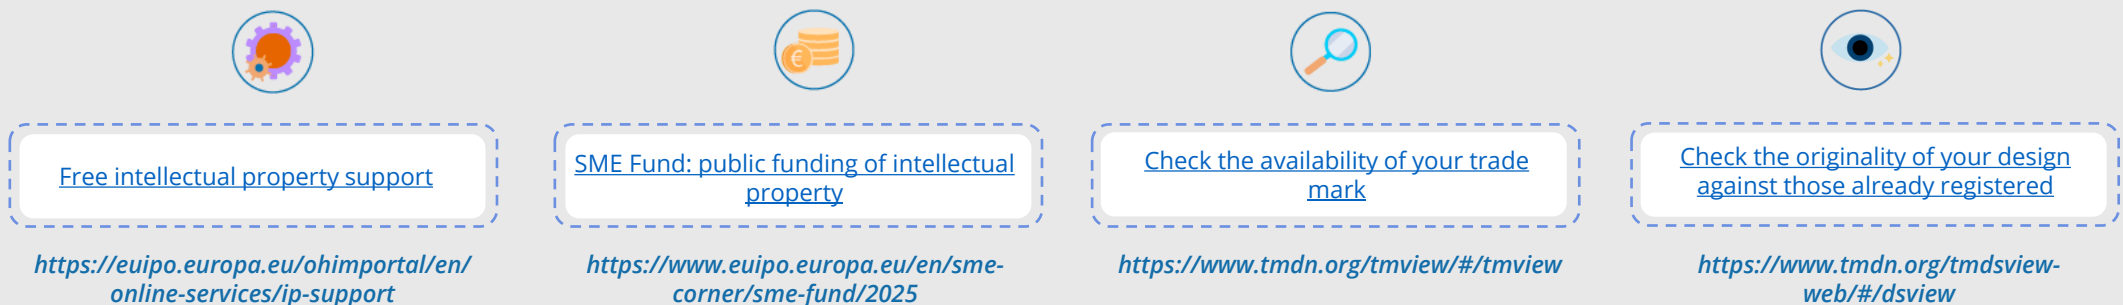 Free intellectual property support
https://euipo.europa.eu/ohimportal/en/
online-services/ip-support
SME Fund: public funding of intellectual
property
https://www.euipo.europa.eu/en/sme-
corner/sme-fund/2025
Check the availability of your trade
mark
https://www.tmdn.org/tmview/#/tmview
Check the originality of your design
against those already registered
https://www.tmdn.org/tmdsview-
web/#/dsview